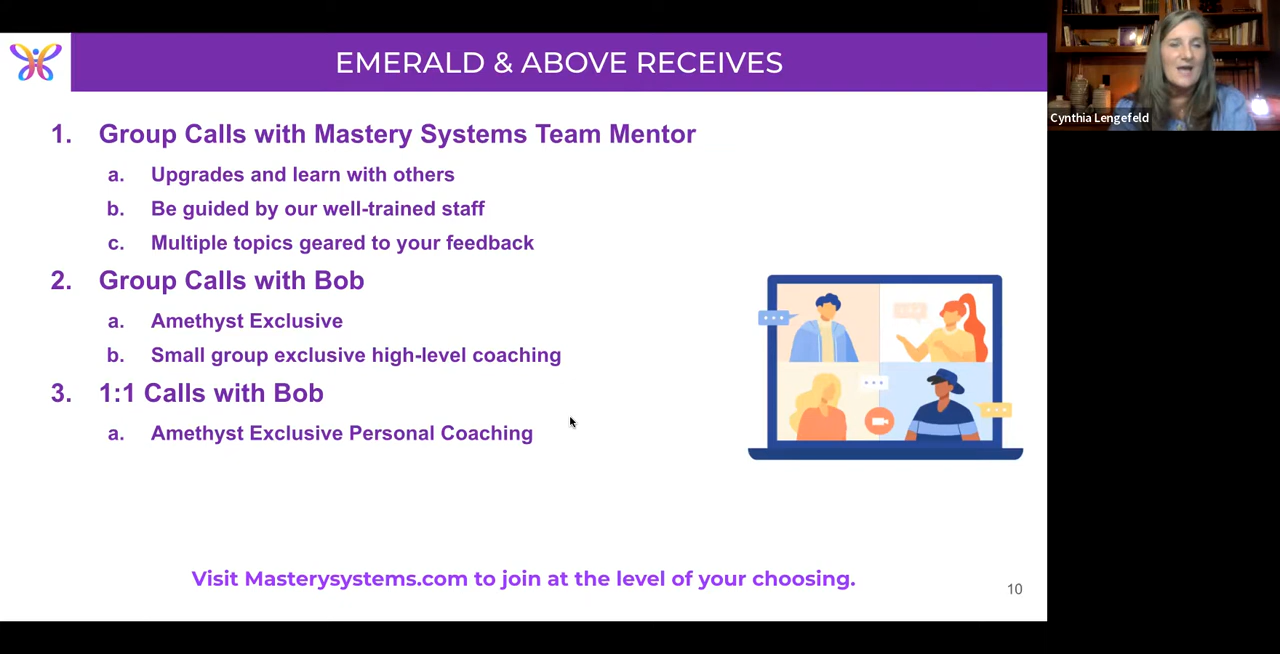 EMERALD & ABOVE RECEIVES
Cynthia Lengefeld
1. Group Calls with Mastery Systems Team Mentor
a. Upgrades and learn with others
b. Be guided by our well-trained staff
c. Multiple topics geared to your feedback
2. Group Calls with Bob
a. Amethyst Exclusive
b. Small group exclusive high-level coaching
3. 1:1 Calls with Bob
a. Amethyst Exclusive Personal Coaching
Visit Masterysystems.com to join at the level of your choosing.
10